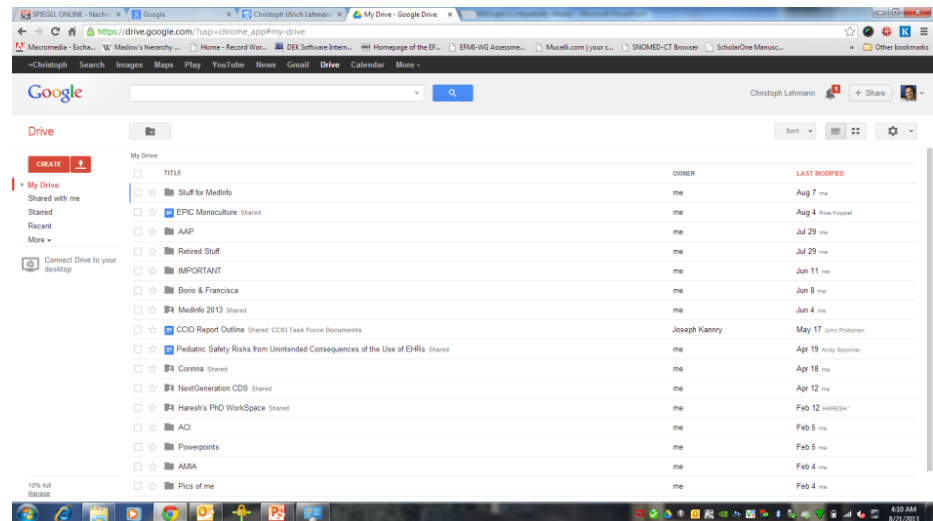 SPIEGEL ONLINE - Nachri
Google
Christoph Ulrich Lehmann
My Drive - Google Drive
https://drive.google.com/?usp=chrome_app#my-drive
Macromedia - Excha... Maslow's hierarchy ... Home - Record Wor... DEK Software Intern... Homepage of the EF... EFMI-WG Assessme... Mucelli.com | your c... SNOMED-CT Browser ScholarOne Manusc... » Other bookmarks
+Christoph Search Images Maps Play YouTube News Gmail Drive Calendar More
Google Christoph Lehmann 1 + Share
Drive Sort
CREATE
My Drive
Shared with me
Starred
Recent
More
Connect Drive to your
desktop
10% full
Manage
My Drive
TITLE OWNER LAST MODIFIED
Stuff for MedInfo me Aug 7 me
EPIC Monoculture Shared me Aug 4 Ross Koppel
AAP me Jul 29 me
Retired Stuff me Jul 29 me
IMPORTANT me Jun 11 me
Boris & Francisca me Jun 8 me
MedInfo 2013 Shared me Jun 4 me
CCIO Report Outline Shared CCIO Task Force Documents Joseph Kannry May 17 John Poikonen
Pediatric Safety Risks from Unintended Consequences of the Use of EHRs Shared me Apr 19 Andy Spooner
Corinna Shared me Apr 18 me
NextGeneration CDS Shared me Apr 12 me
Haresh's PhD WorkSpace Shared me Feb 12 HARESH
ACI me Feb 5 me
Powerpoints me Feb 5 me
AMIA me Feb 4 me
Pics of me me Feb 4 me
4:10 AM
8/21/2013